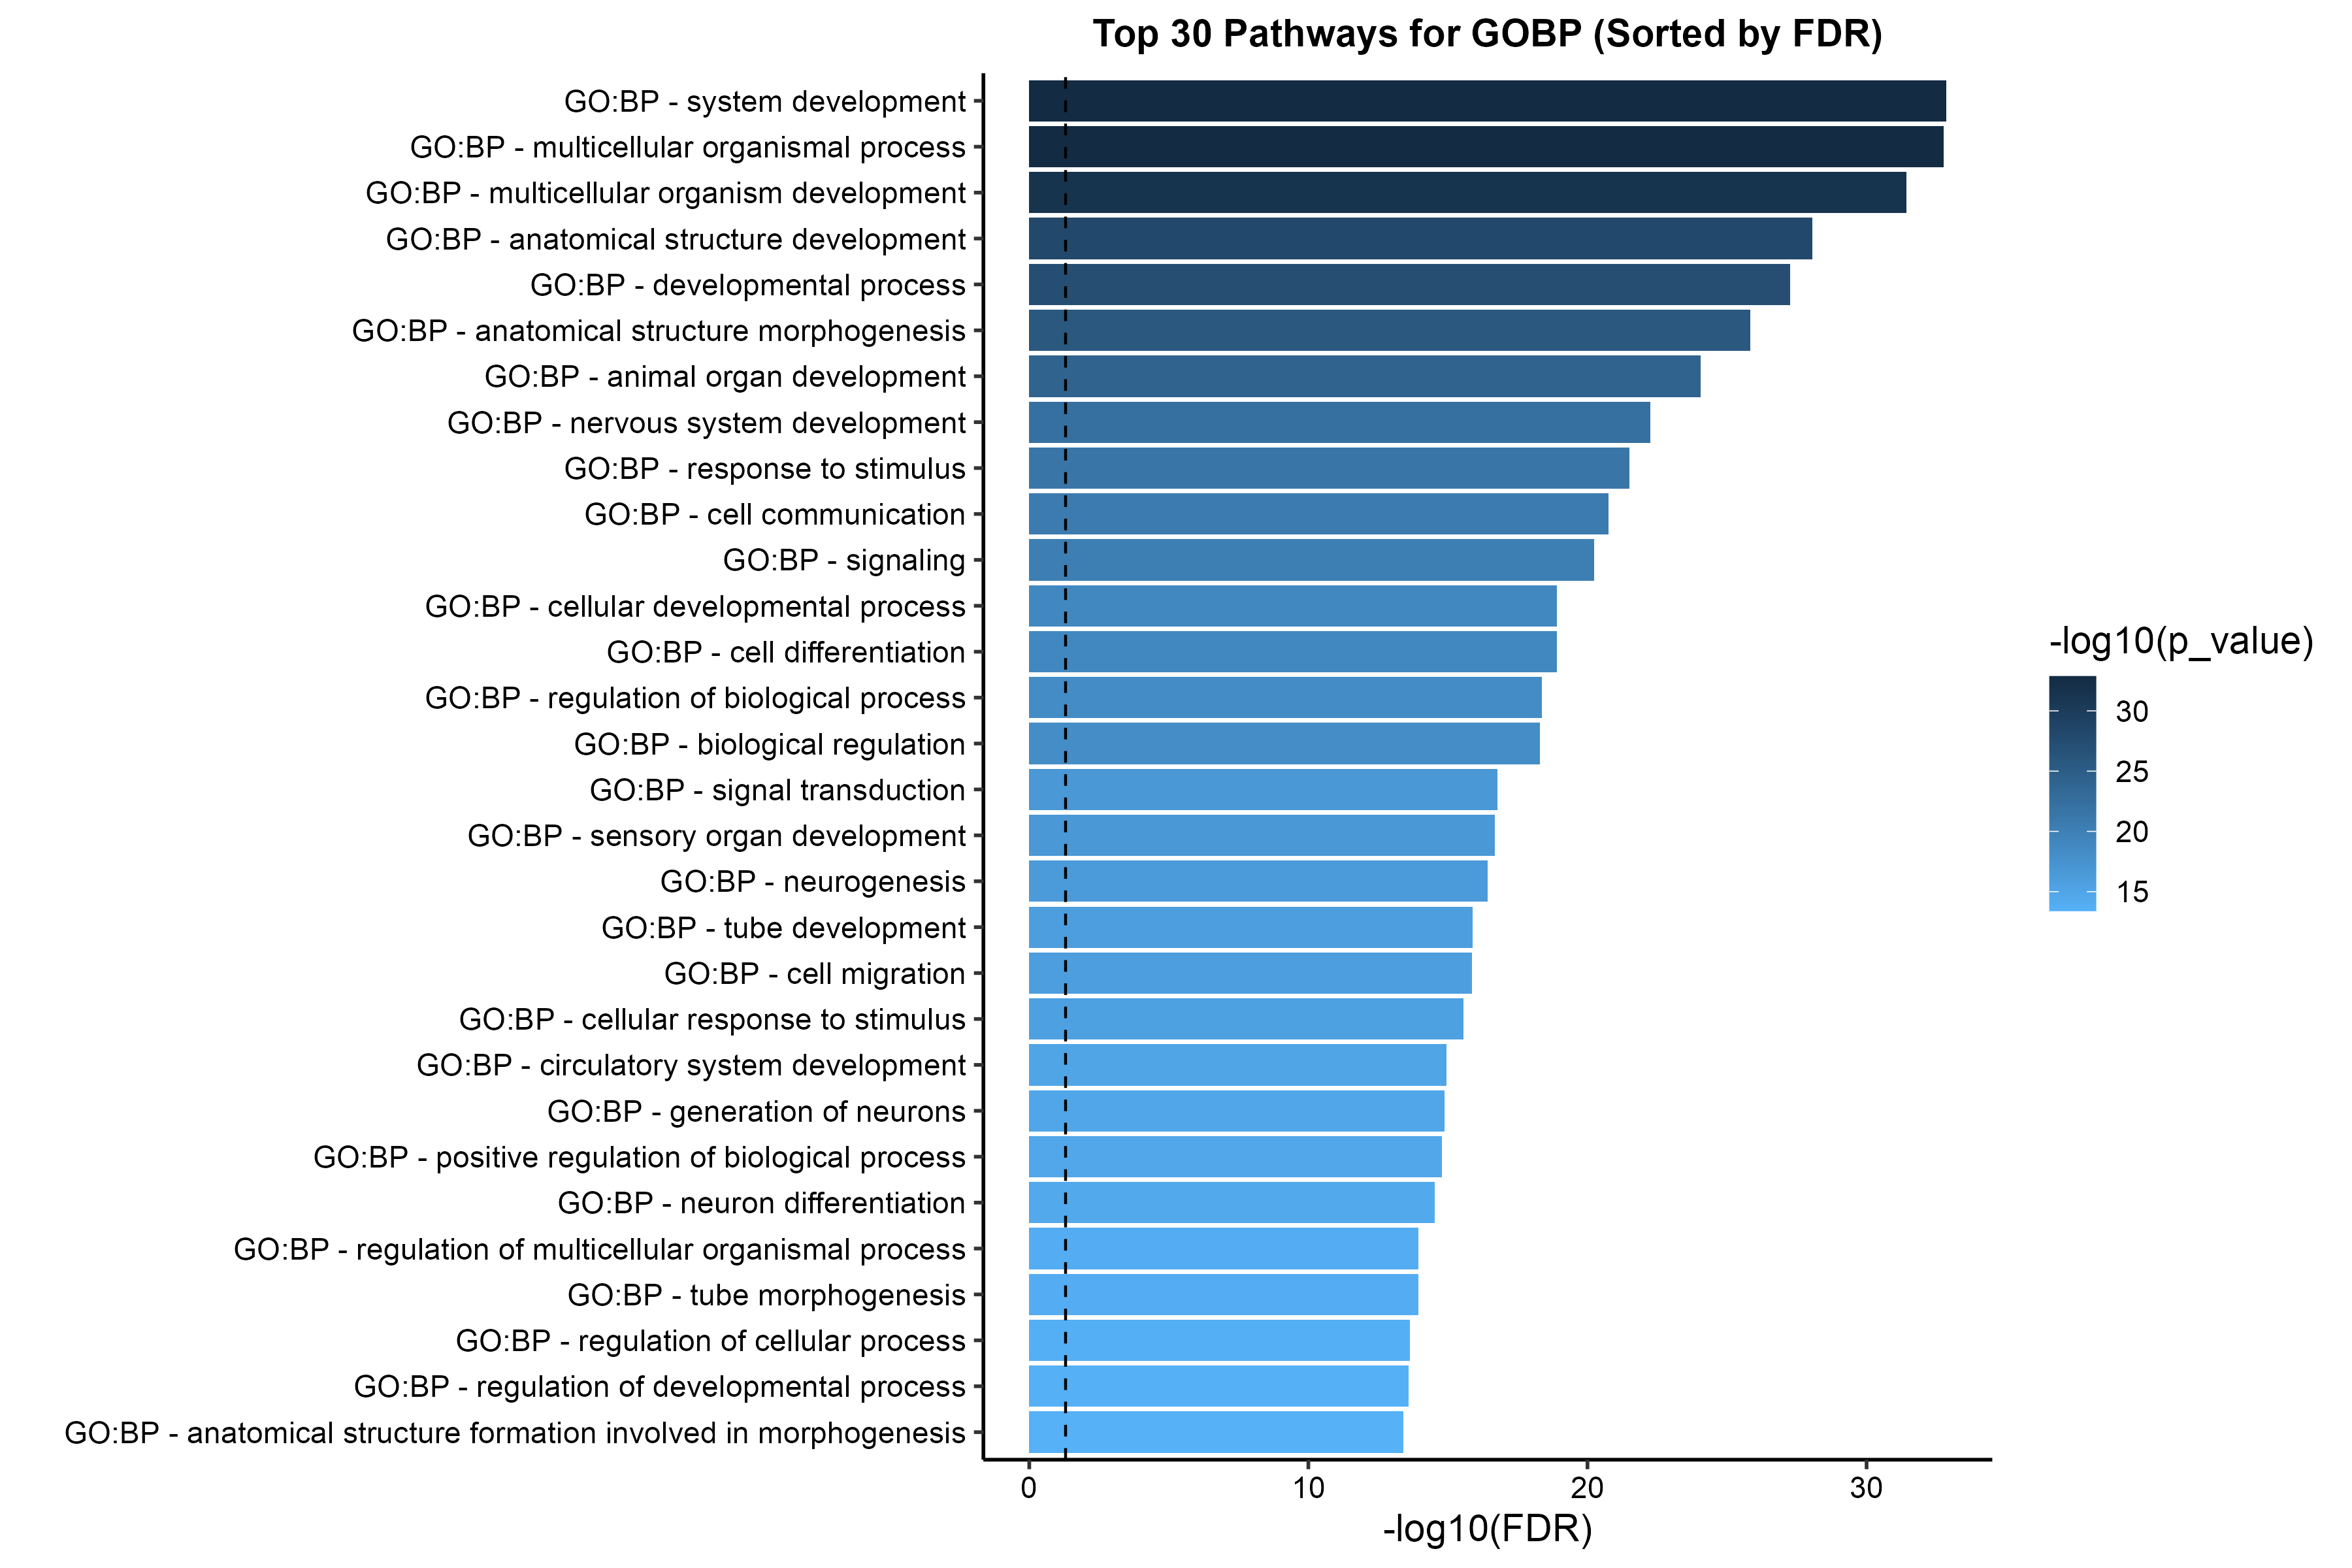 Top 30 Pathways for GOBP (Sorted by FDR)
GO:BP - system development
GO:BP - multicellular organismal process
GO:BP - multicellular organism development
GO:BP - anatomical structure development
GO:BP - developmental process
GO:BP - anatomical structure morphogenesis
GO:BP - animal organ development
GO:BP - nervous system development
GO:BP - response to stimulus
GO:BP - cell communication
GO:BP - signaling
GO:BP - cellular developmental process
GO:BP - cell differentiation
GO:BP - regulation of biological process
GO:BP - biological regulation
GO:BP - signal transduction
GO:BP - sensory organ development
GO:BP - neurogenesis
GO:BP - tube development
GO:BP - cell migration
GO:BP - cellular response to stimulus
GO:BP - circulatory system development
GO:BP - generation of neurons
GO:BP - positive regulation of biological process
GO:BP - neuron differentiation
GO:BP - regulation of multicellular organismal process
GO:BP - tube morphogenesis
GO:BP - regulation of cellular process
GO:BP - regulation of developmental process
GO:BP - anatomical structure formation involved in morphogenesis
0 10 20 30
-log10(FDR)
-log10(p_value)
30
25
20
15